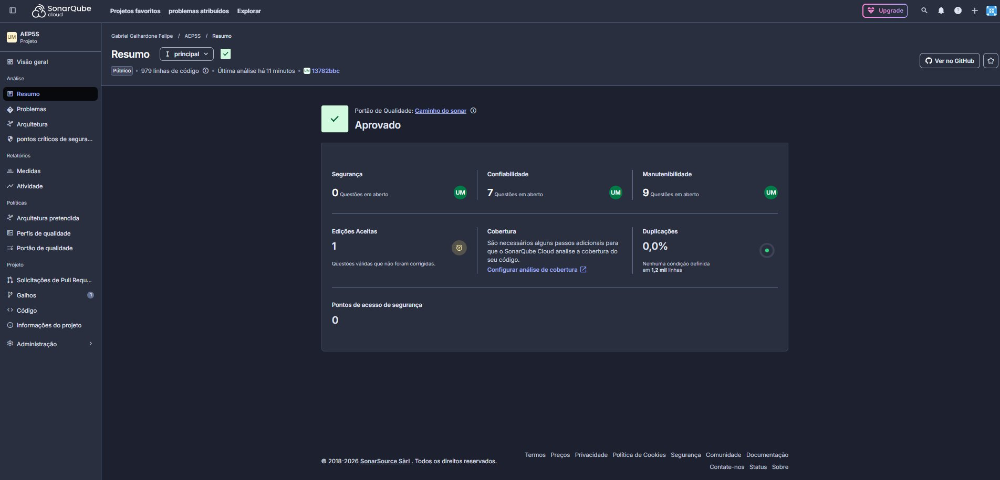 SonarQube cloud
Projetos favoritos problemas atribuídos Explorar
Upgrade
UM AEP5S
Projeto
Visão geral
Análise
Resumo
Problemas
Arquitetura
pontos críticos de segura...
Relatórios
Medidas
Atividade
Políticas
Arquitetura pretendida
Perfis de qualidade
Portão de qualidade
Projeto
Solicitações de Pull Requ...
Galhos 1
Código
Informações do projeto
Administração
Gabriel Galhardone Felipe / AEP5S / Resumo
Resumo principal
Público • 979 linhas de código • Última análise há 11 minutos • UM 13782bbc
Ver no GitHub
Portão de Qualidade: Caminho do sonar
Aprovado
Segurança
0 Questões em aberto UM
Confiabilidade
7 Questões em aberto UM
Manutenibilidade
9 Questões em aberto UM
Edições Aceitas
1
Questões válidas que não foram corrigidas.
Cobertura
São necessários alguns passos adicionais para
que o SonarQube Cloud analise a cobertura do
seu código.
Configurar análise de cobertura
Duplicações
0,0%
Nenhuma condição definida
em 1,2 mil linhas
Pontos de acesso de segurança
0
© 2018-2026 SonarSource Sàrl . Todos os direitos reservados.
Termos Preços Privacidade Política de Cookies Segurança Comunidade Documentação
Contate-nos Status Sobre